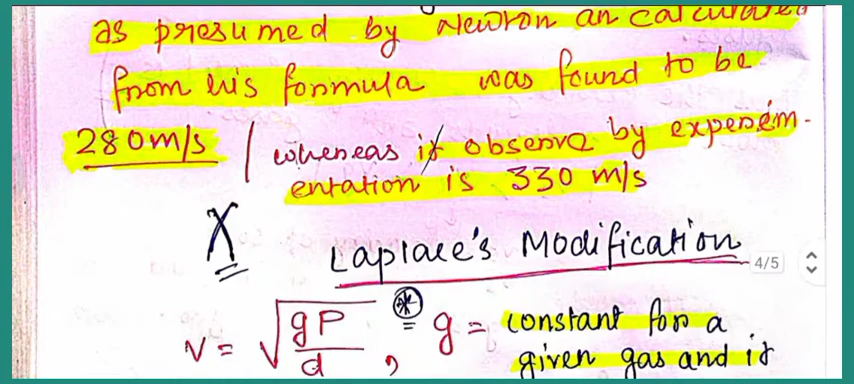 as presumed by Newton an calculated
from his formula was found to be
280m/s / whereas it observe by experim-
entation is 330 m/s
X Laplace's Modification
4/5
v = √gP/d , * g = constant for a
given gas and it